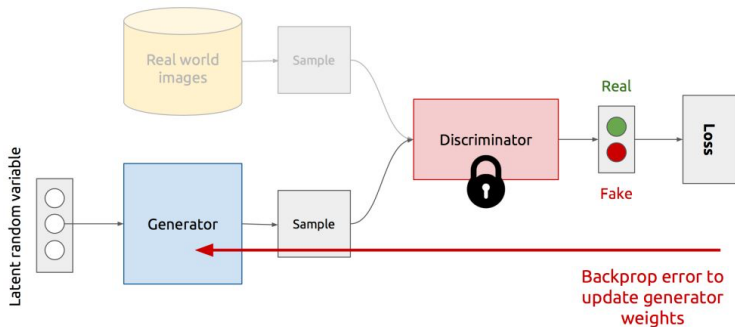 Real world
images
Sample
Real
Discriminator
Loss
Fake
Latent random variable
Generator
Sample
Backprop error to
update generator
weights